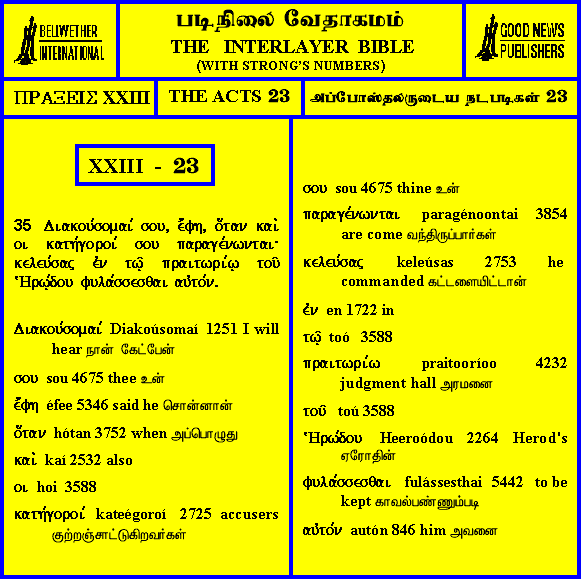 BELLWETHER
INTERNATIONAL
படிநிலை வேதாகமம்
THE INTERLAYER BIBLE
(WITH STRONG'S NUMBERS)
GOOD NEWS
PUBLISHERS
ΠΡΑΞΕΙΣ XXIII
THE ACTS 23
அப்போஸ்தலருடைய நடபடிகள் 23
XXIII - 23
35 Διακούσομαί σου, ἔφη, ὅταν καὶ
οι κατήγοροί σου παραγένωνται·
κελεύσας ἐν τῷ πραιτωρίῳ τοῦ
Ἡρῴδου φυλάσσεσθαι αὐτόν.
Διακούσομαί Diakoúsomaí 1251 I will
hear நான் கேட்பேன்
σου sou 4675 thee உன்
ἔφη éfee 5346 said he சொன்னான்
ὅταν hótan 3752 when அப்பொழுது
καὶ kaí 2532 also
οι hoi 3588
κατήγοροί kateégoroí 2725 accusers
குற்றஞ்சாட்டுகிறவர்கள்
σου sou 4675 thine உன்
παραγένωνται paragénoontai 3854
are come வந்திருப்பார்கள்
κελεύσας keleúsas 2753 he
commanded கட்டளையிட்டான்
ἐν en 1722 in
τῷ toó 3588
πραιτωρίῳ praitooríoo 4232
judgment hall அரமனை
τοῦ toú 3588
Ἡρῴδου Heeroódou 2264 Herod's
ஏரோதின்
φυλάσσεσθαι fulássesthai 5442 to be
kept காவல்பண்ணும்படி
αὐτόν autón 846 him அவனை